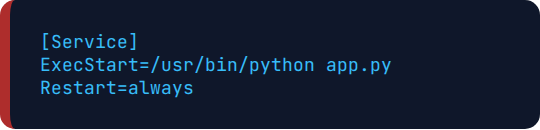 [Service]
ExecStart=/usr/bin/python app.py
Restart=always